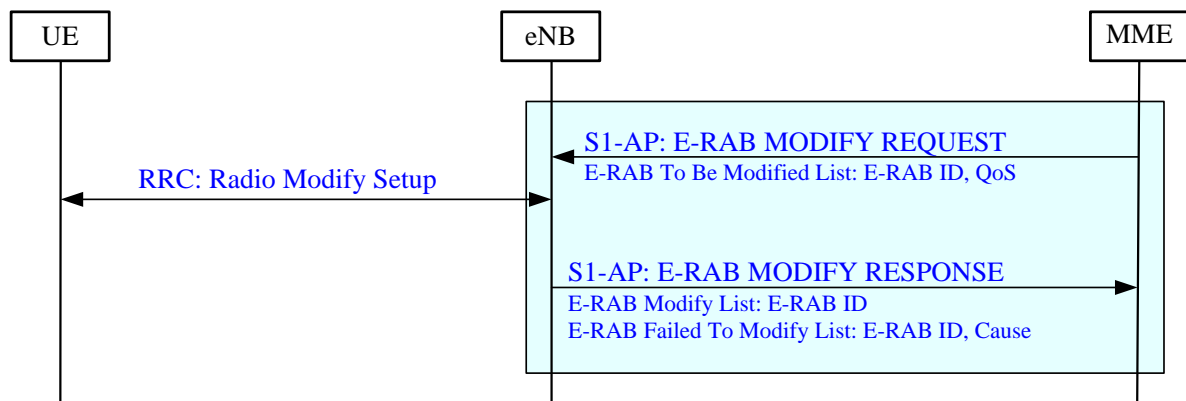 UE
eNB
MME
S1-AP: E-RAB MODIFY REQUEST
E-RAB To Be Modified List: E-RAB ID, QoS
RRC: Radio Modify Setup
S1-AP: E-RAB MODIFY RESPONSE
E-RAB Modify List: E-RAB ID
E-RAB Failed To Modify List: E-RAB ID, Cause